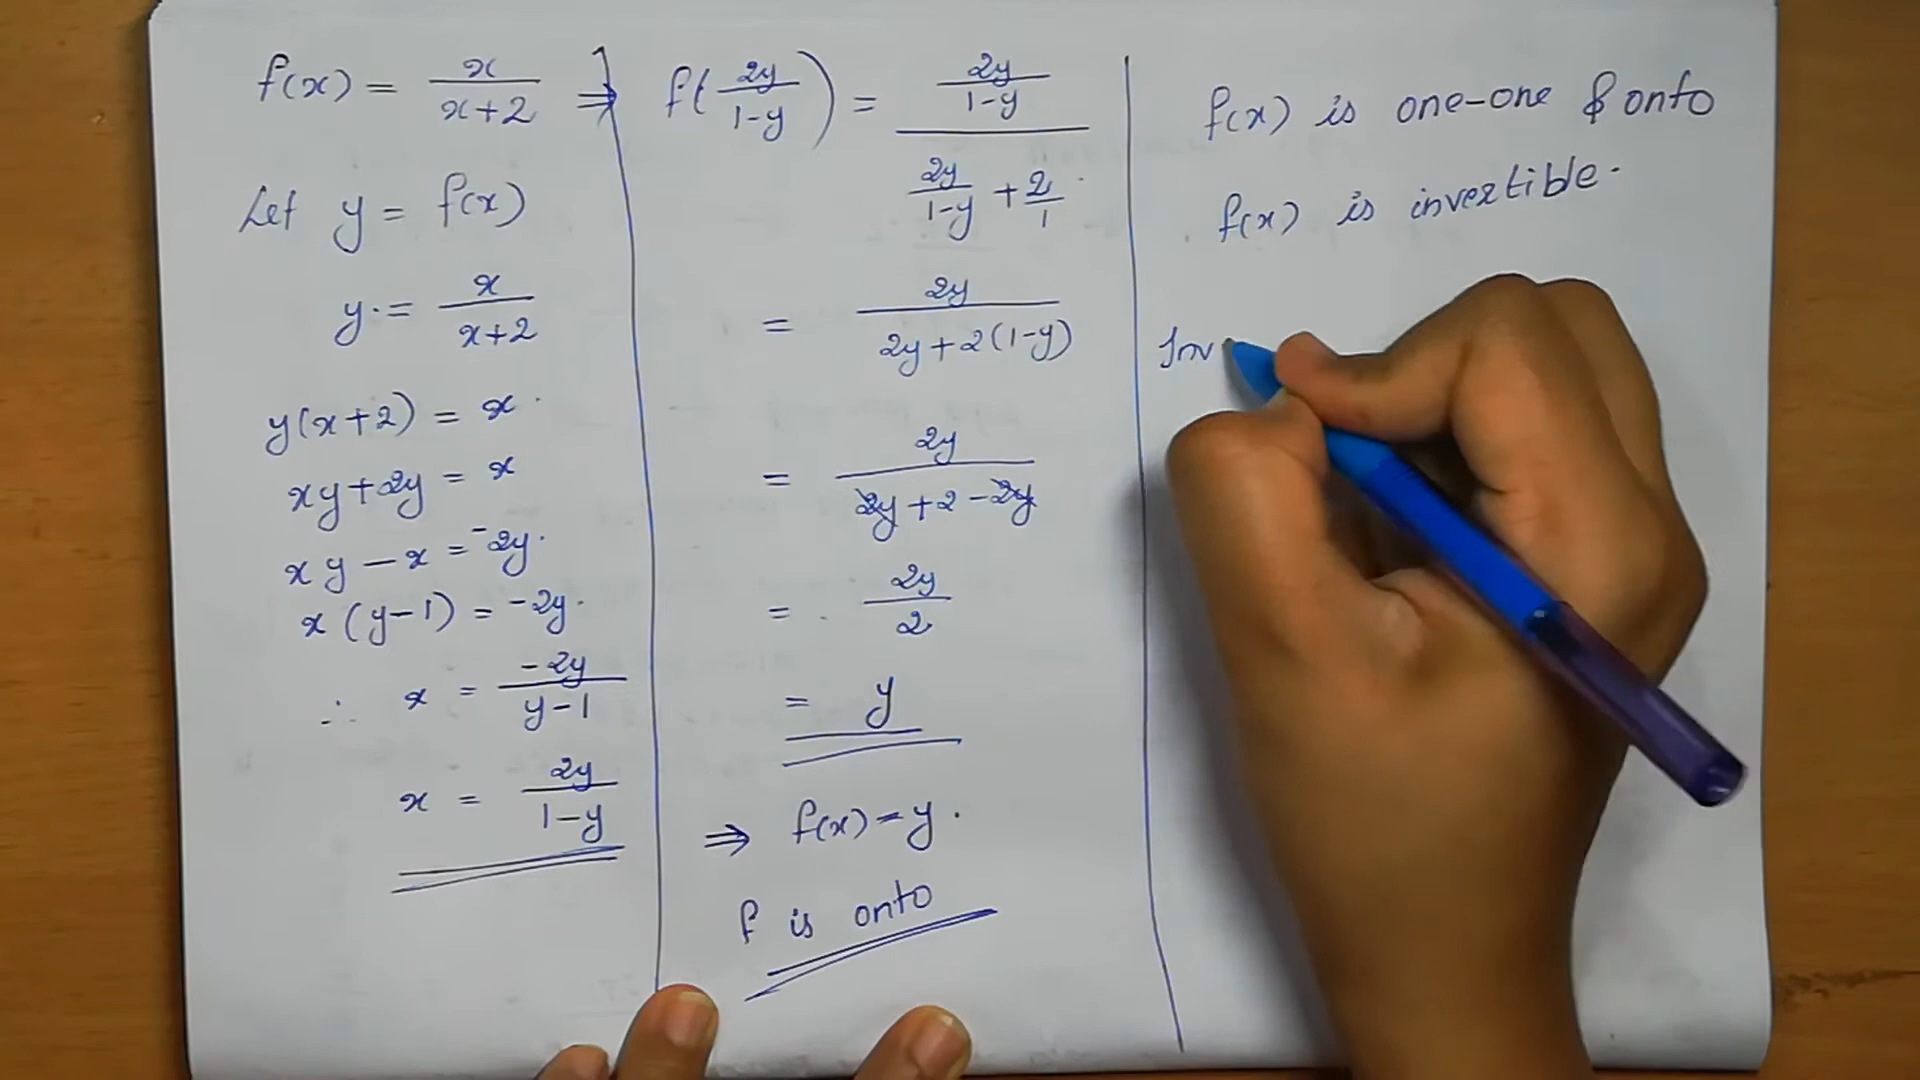 f(x) = x/(x+2) ⇒
Let y = f(x)
y = x/(x+2)
y(x+2) = x
xy+2y = x
xy-x = -2y
x(y-1) = -2y
∴ x = -2y/(y-1)
x = 2y/(1-y)
f(2y/(1-y)) = (2y/(1-y))/(2y/(1-y) + 2/1)
= 2y/(2y+2(1-y))
= 2y/(2y+2-2y)
= 2y/2
= y
⇒ f(x)=y.
f is onto
f(x) is one-one & onto
f(x) is invertible.
Inv